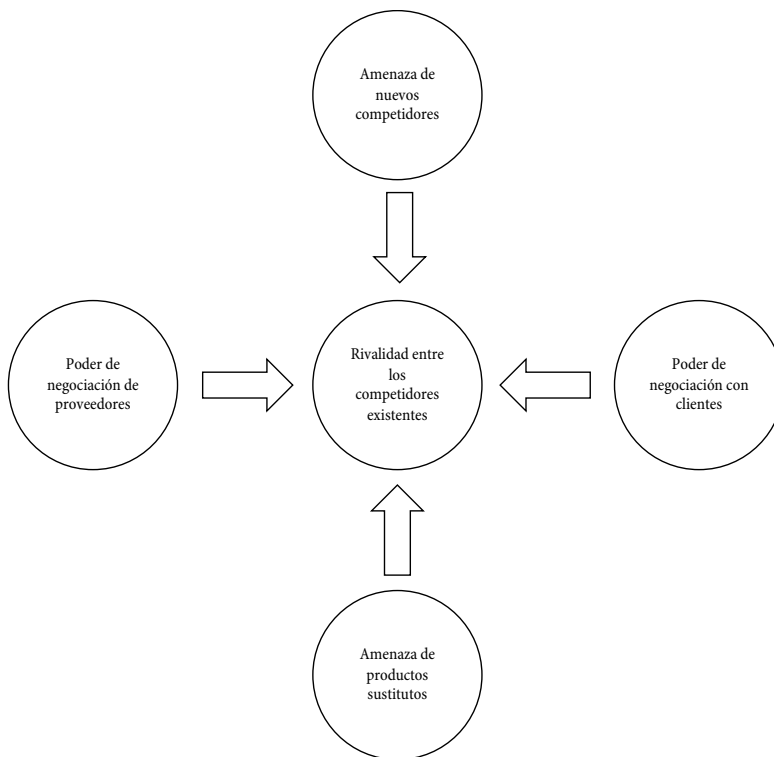 Amenaza de
nuevos
competidores
Poder de
negociación de
proveedores
Rivalidad entre
los
competidores
existentes
Poder de
negociación con
clientes
Amenaza de
productos
sustitutos